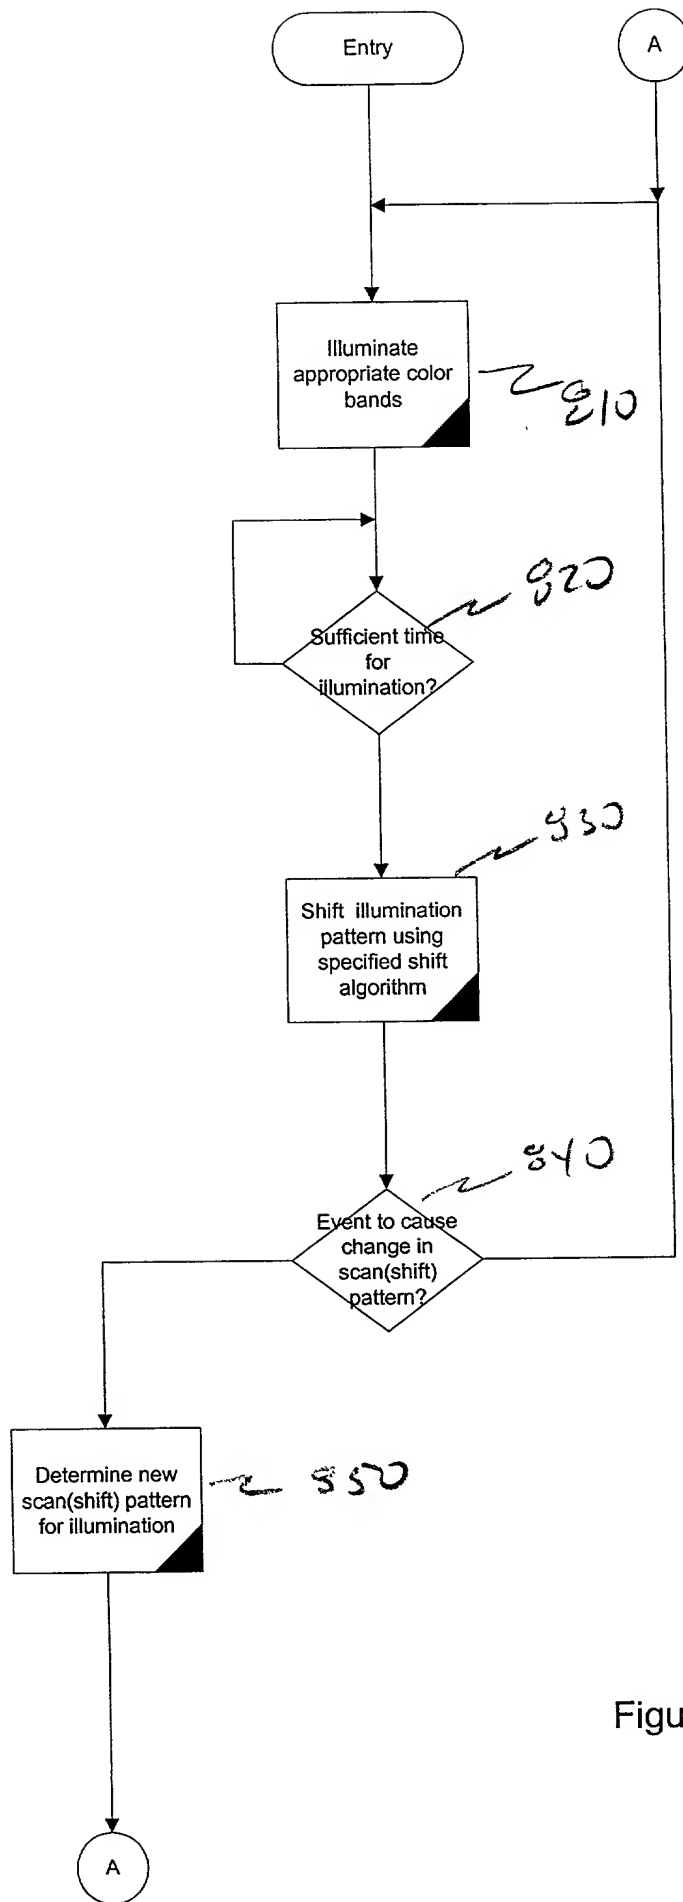 Entry
A
Illuminate
appropriate color
bands
810
Sufficient time
for
illumination?
820
Shift illumination
pattern using
specified shift
algorithm
830
Event to cause
change in
scan(shift)
pattern?
840
Determine new
scan(shift) pattern
for illumination
850
A